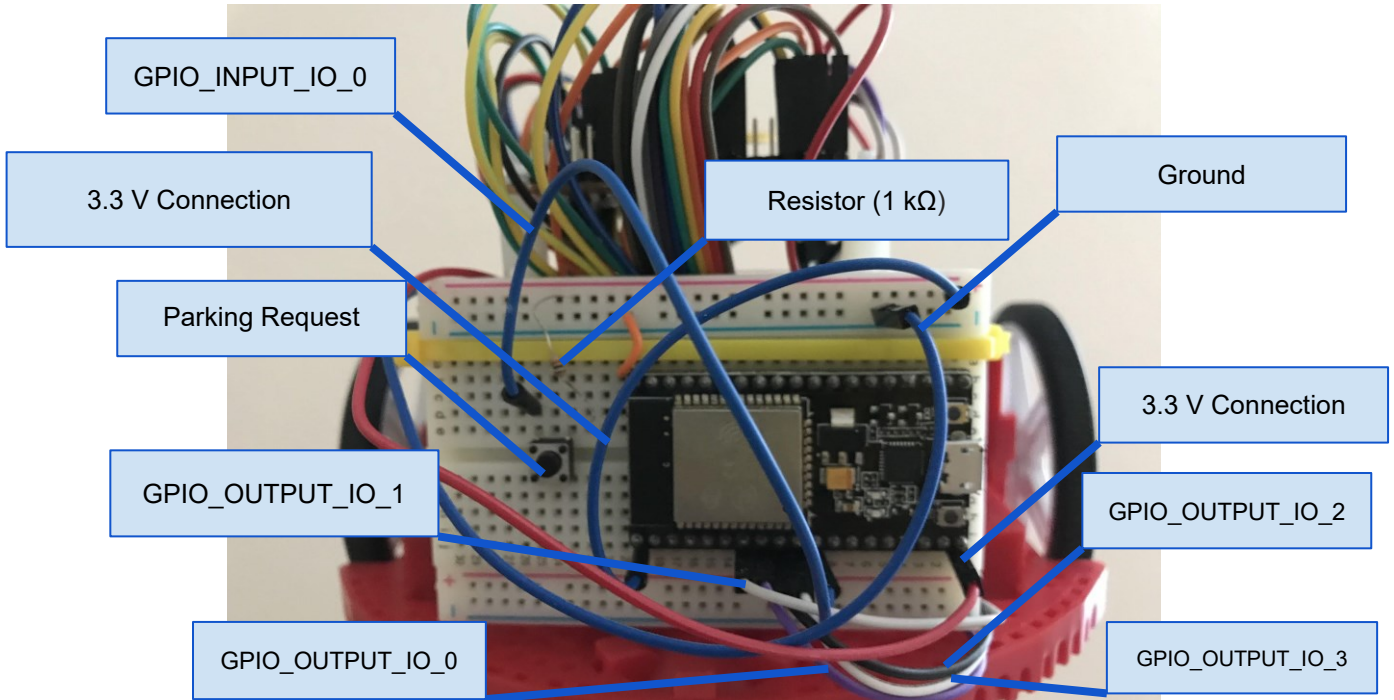 GPIO_INPUT_IO_0
3.3 V Connection
Parking Request
GPIO_OUTPUT_IO_1
GPIO_OUTPUT_IO_0
Resistor (1 kΩ)
Ground
3.3 V Connection
GPIO_OUTPUT_IO_2
GPIO_OUTPUT_IO_3